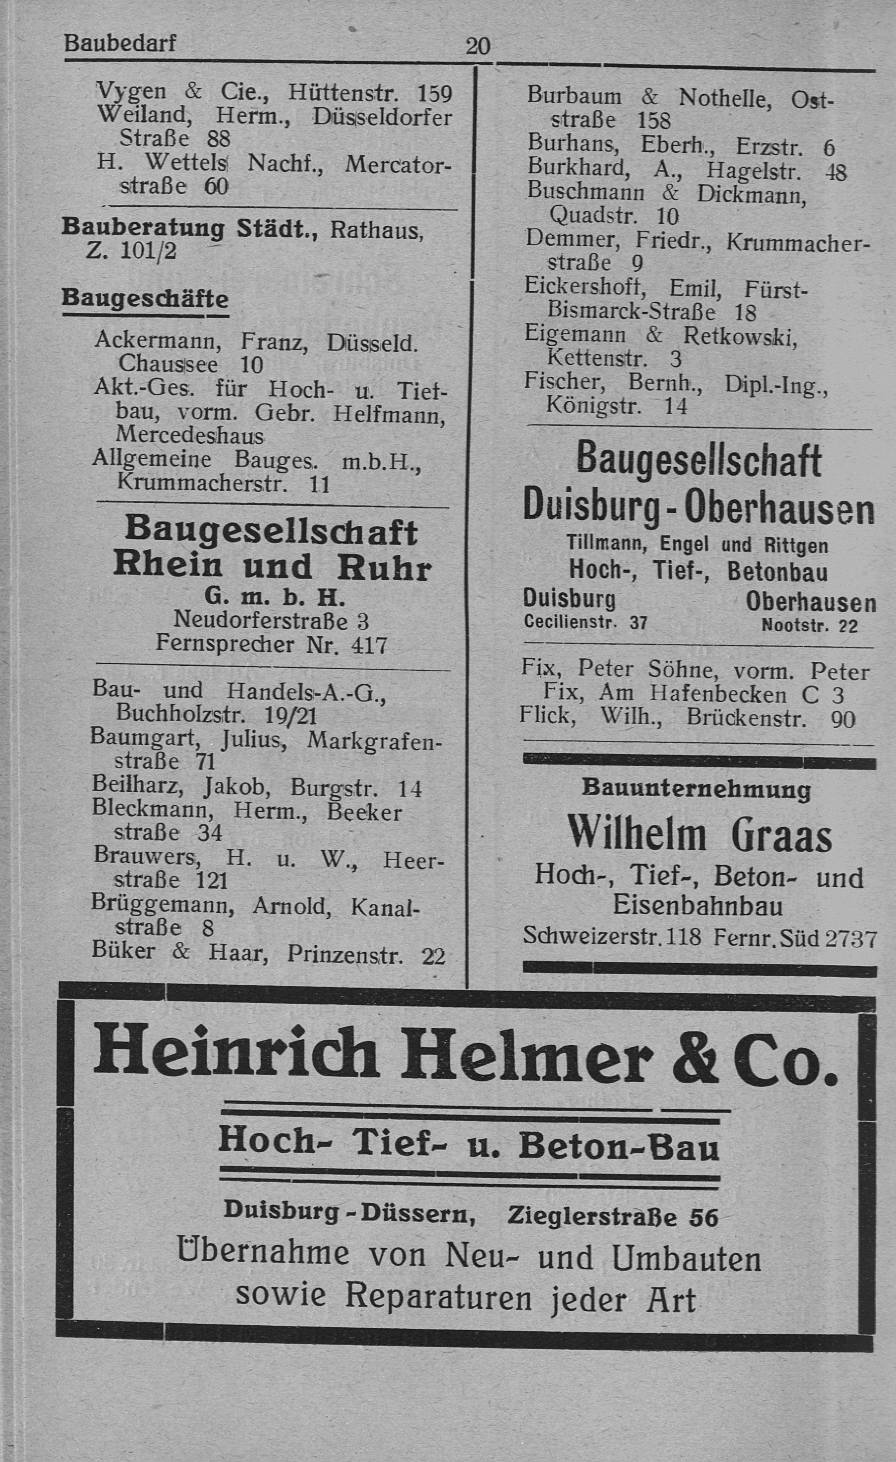 Baubedarf
20
Vygen & Cie., Hüttenstr. 159
Weiland, Herm., Düsseldorfer
Straße 88
H. Wettels Nachf., Mercator-
straße 60
Bauberatung Städt., Rathaus,
Z. 101/2
Baugeschäfte
Ackermann, Franz, Düsseld.
Chaussee 10
Akt.-Ges. für Hoch- u. Tief-
bau, vorm. Gebr. Helfmann,
Mercedeshaus
Allgemeine Bauges. m.b.H.,
Krummacherstr. 11
Baugesellschaft
Rhein und Ruhr
G. m. b. H.
Neudorferstraße 3
Fernsprecher Nr. 417
Bau- und Handels-A.-G.,
Buchholzstr. 19/21
Baumgart, Julius, Markgrafen-
straße 71
Beilharz, Jakob, Burgstr. 14
Bleckmann, Herm., Beeker
straße 34
Brauwers, H. u. W., Heer-
straße 121
Brüggemann, Arnold, Kanal-
straße 8
Büker & Haar, Prinzenstr. 22
Burbaum & Nothelle, Ost-
straße 158
Burhans, Eberh., Erzstr. 6
Burkhard, A., Hagelstr. 48
Buschmann & Dickmann,
Quadstr. 10
Demmer, Friedr., Krummacher-
straße 9
Eickershoff, Emil, Fürst-
Bismarck-Straße 18
Eigemann & Retkowski,
Kettenstr. 3
Fischer, Bernh., Dipl.-Ing.,
Königstr. 14
Baugesellschaft
Duisburg-Oberhausen
Tillmann, Engel und Rittgen
Hoch-, Tief-, Betonbau
Duisburg Oberhausen
Cecilienstr. 37 Nootstr. 22
Fix, Peter Söhne, vorm. Peter
Fix, Am Hafenbecken C 3
Flick, Wilh., Brückenstr. 90
Bauunternehmung
Wilhelm Graas
Hoch-, Tief-, Beton- und
Eisenbahnbau
Schweizerstr. 118 Fernr. Süd 2737
Heinrich Helmer & Co.
Hoch- Tief- u. Beton-Bau
Duisburg-Düssern, Zieglerstraße 56
Übernahme von Neu- und Umbauten
sowie Reparaturen jeder Art